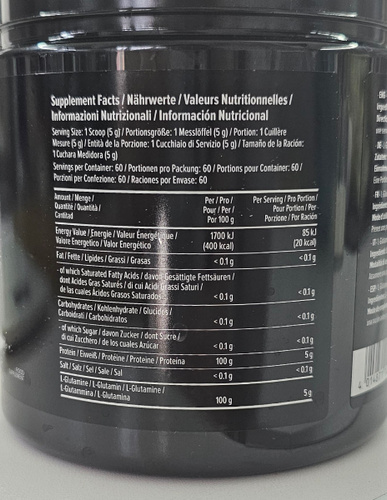 Supplement Facts / Nährwerte / Valeurs Nutritionnelles /
Informazioni Nutrizionali / Información Nutricional
Serving Size: 1 Scoop (5 g) / Portionsgröße: 1 Messlöffel (5 g) / Portion: 1 Cuillère
Mesure (5 g) / Entità de la Porzione: 1 Cucchiaio di Servizio (5 g) / Tamaño de la Ración:
1 Cuchara Medidora (5 g)
Servings per Container: 60 / Portionen pro Packung: 60 / Portions pour Container: 60 /
Porzioni per Confezione: 60 / Raciones por Envase: 60
Amount / Menge / Per / Pro / Per Serving / Pro Portion /
Quantité / Quantità / Pour / Per / Pour Portion / Per
Cantitad Por 100 g Porzione / Por Ración
Energy Value / Energie / Valeur Énergétique / 1700 kJ 85 kJ
Valore Energetico / Valor Energético (400 kcal) (20 kcal)
Fat / Fette / Lipides / Grassi / Grasas < 0.1 g < 0.1 g
- of which Saturated Fatty Acids / davon Gesättigte Fettsäuren /
dont Acides Gras Saturés / di cui Acidi Grassi Saturi /
de las cuales Ácidos Grasos Saturados < 0.1 g < 0.1 g
Carbohydrates / Kohlenhydrate / Glucides /
Carboidrati / Carbohidratos < 0.1 g < 0.1 g
- of which Sugar / davon Zucker / dont Sucre /
di cui Zucchero / de los cuales Azúcar < 0.1 g < 0.1 g
Protein / Eiweiß / Protéine / Proteine / Proteina 100 g 5 g
Salt / Salz / Sel / Sale / Sal < 0.1 g < 0.1 g
L-Glutamine / L-Glutamin / L-Glutamine /
L-Glutammina / L-Glutamina 100 g 5 g